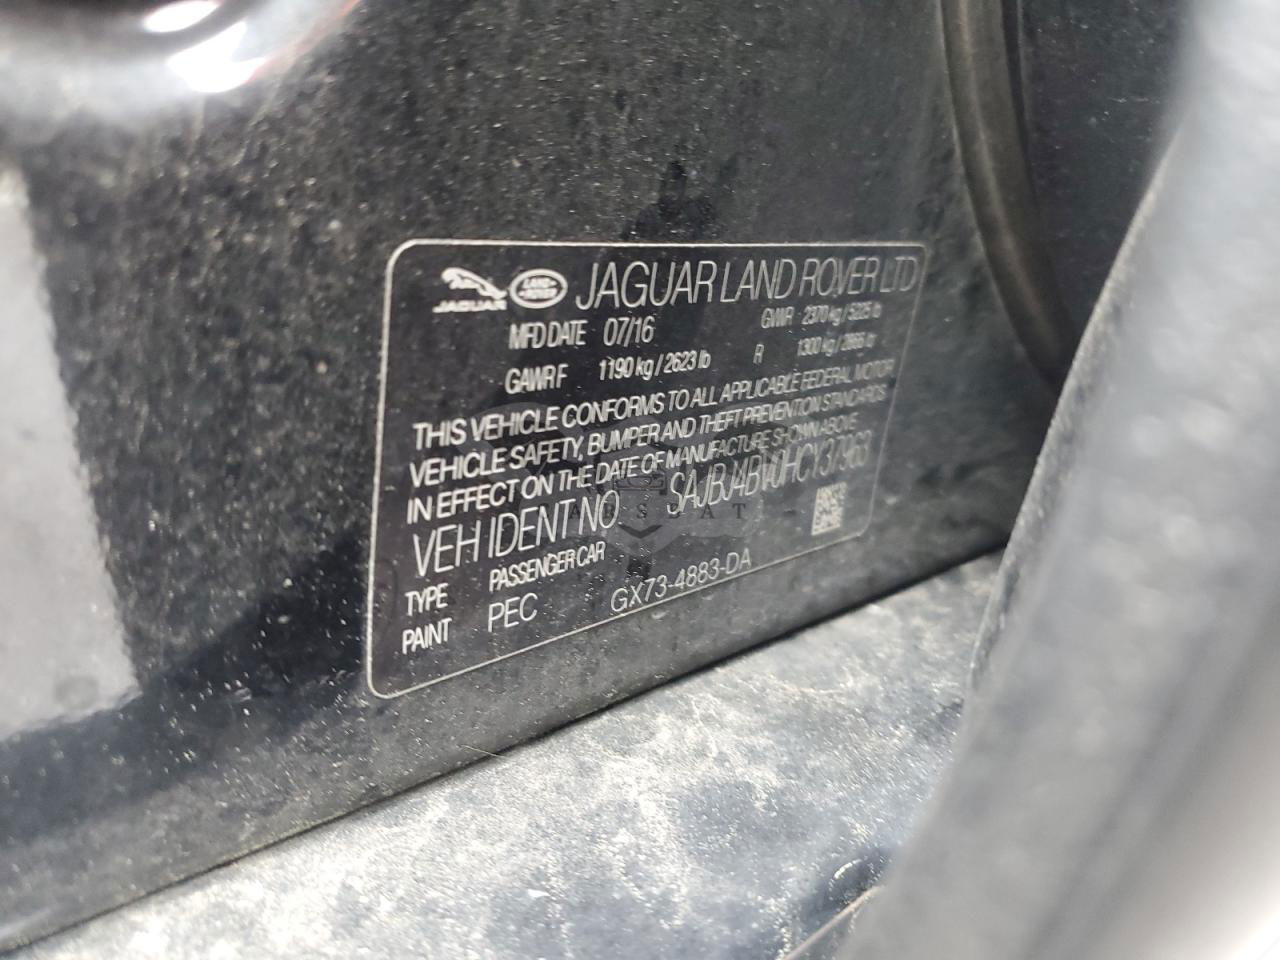 JAGUAR LAND ROVER JAGUAR LAND ROVER LTD
MFD DATE 07/16 GVWR 2370 kg / 5225 lb
GAWR F 1190 kg / 2623 lb R 1300 kg / 2866 lb
THIS VEHICLE CONFORMS TO ALL APPLICABLE FEDERAL MOTOR
VEHICLE SAFETY, BUMPER AND THEFT PREVENTION STANDARDS
IN EFFECT ON THE DATE OF MANUFACTURE SHOWN ABOVE
VEH IDENT NO SAJBJ4BV0HCY37963
TYPE PASSENGER CAR
PAINT PEC GX73-4883-DA